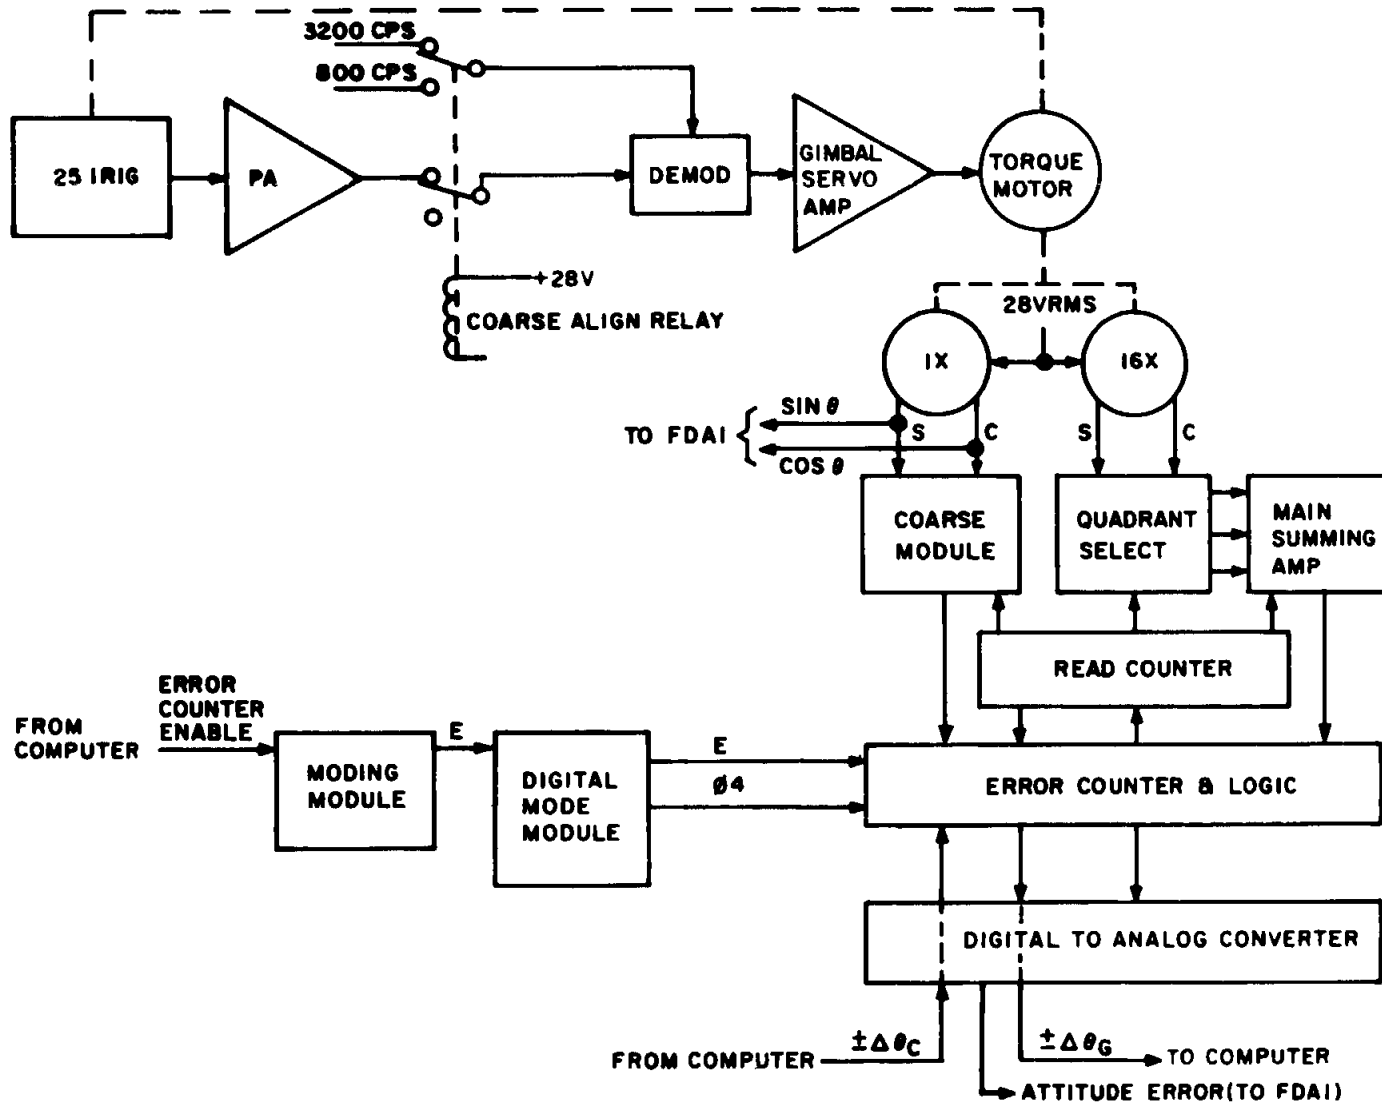 3200 CPS
800 CPS
25 IRIG
PA
DEMOD
GIMBAL
SERVO
AMP
TORQUE
MOTOR
+28V
COARSE ALIGN RELAY
28VRMS
1X
16X
SIN θ
TO FDAI
COS θ
S
C
S
C
COARSE
MODULE
QUADRANT
SELECT
MAIN
SUMMING
AMP
READ COUNTER
FROM
COMPUTER
ERROR
COUNTER
ENABLE
MODING
MODULE
E
DIGITAL
MODE
MODULE
E
Ø4
ERROR COUNTER & LOGIC
DIGITAL TO ANALOG CONVERTER
FROM COMPUTER
±ΔθC
±ΔθG
TO COMPUTER
ATTITUDE ERROR(TO FDAI)